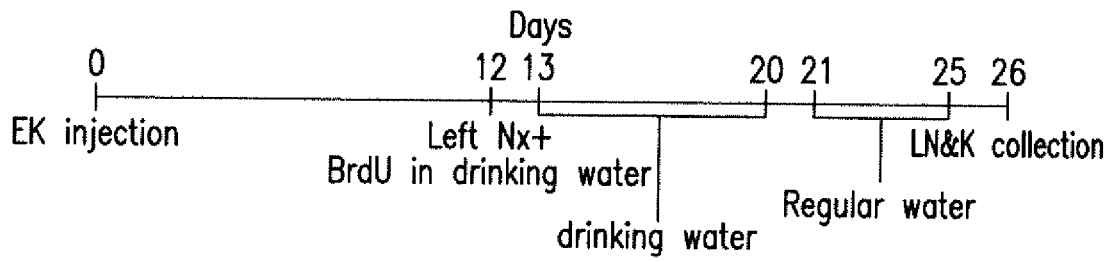 Days
0 12 13 20 21 25 26
EK injection
Left Nx+
BrdU in drinking water
LN&K collection
Regular water
drinking water